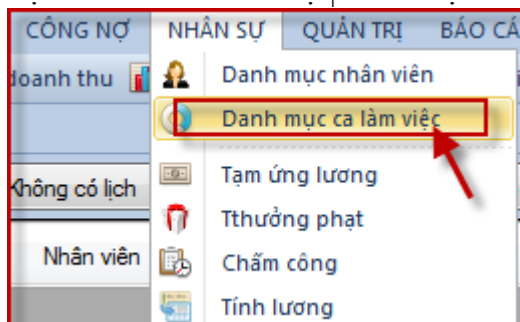 CÔNG NỢ NHÂN SỰ QUẢN TRỊ BÁO CÁ
doanh thu Danh mục nhân viên
Danh mục ca làm việc
Không có lịch Tạm ứng lương
Tthưởng phạt
Nhân viên Chấm công
Tính lương